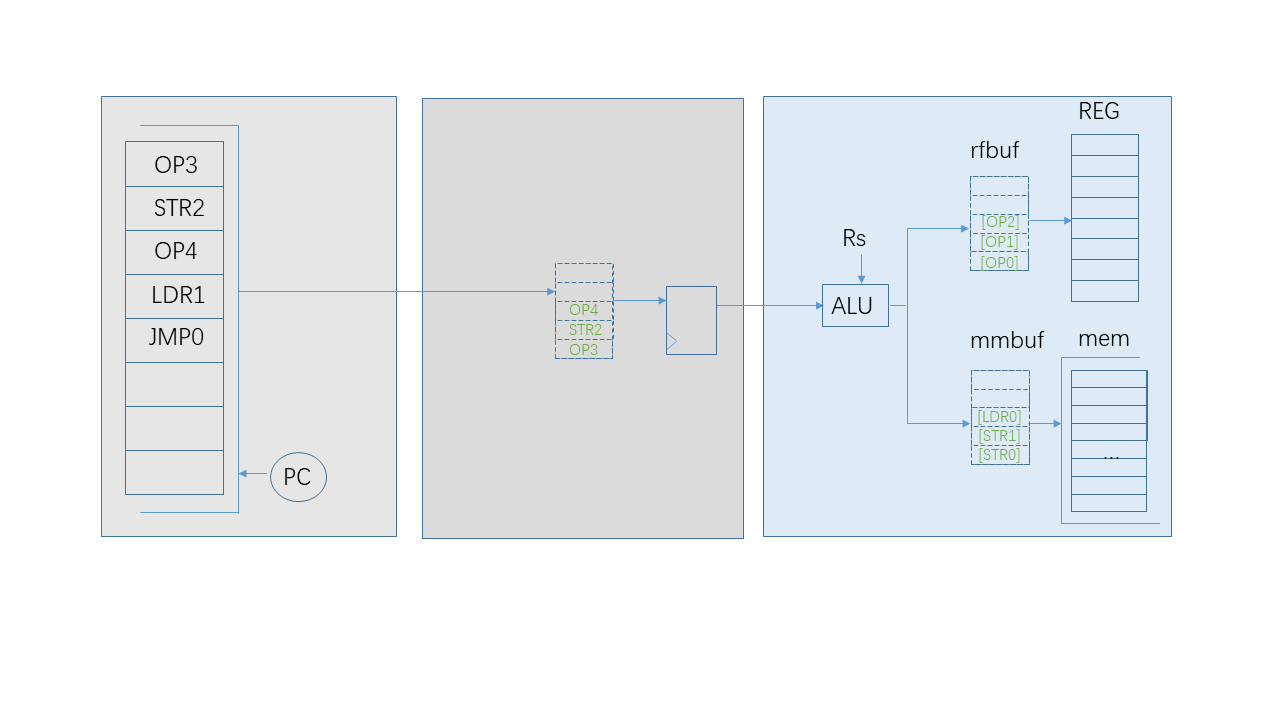 OP3
STR2
OP4
LDR1
JMP0
PC
OP4
STR2
OP3
Rs
ALU
rfbuf
[OP2]
[OP1]
[OP0]
REG
mmbuf
[LDR0]
[STR1]
[STR0]
mem
...